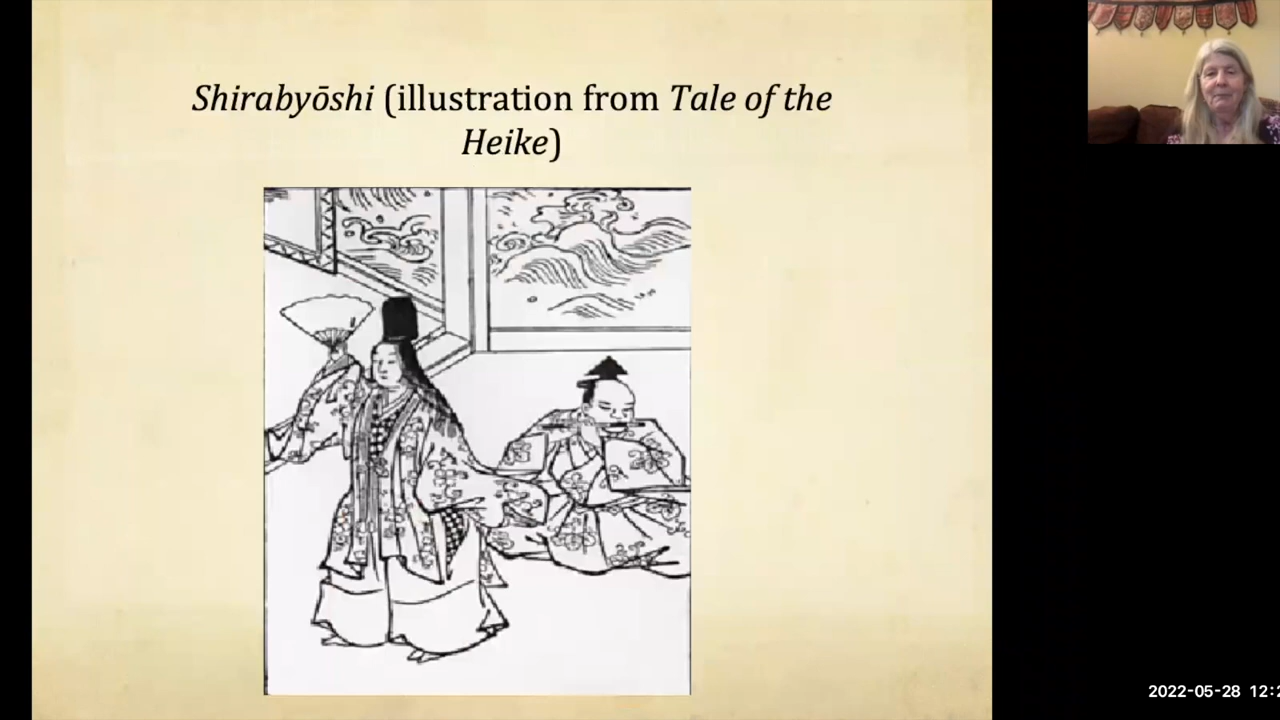 Shirabyōshi (illustration from Tale of the
Heike)
2022-05-28 12:2